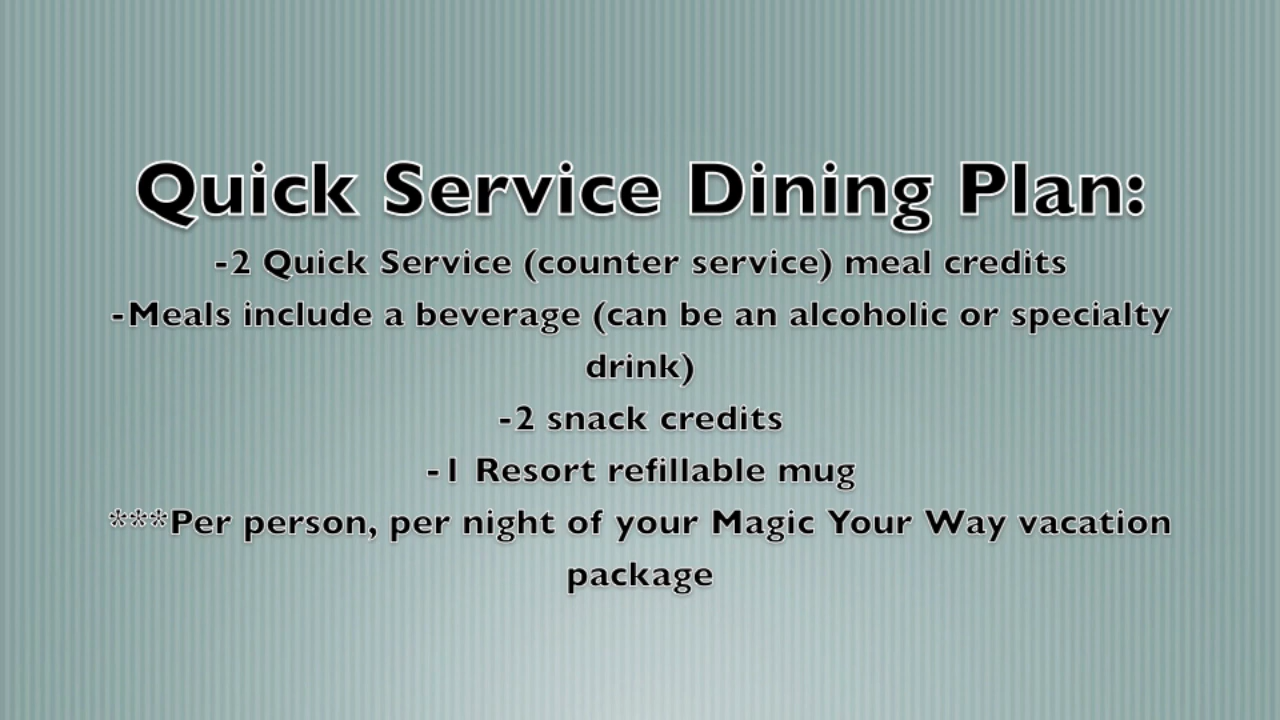 Quick Service Dining Plan:
-2 Quick Service (counter service) meal credits
-Meals include a beverage (can be an alcoholic or specialty
drink)
-2 snack credits
-1 Resort refillable mug
***Per person, per night of your Magic Your Way vacation
package